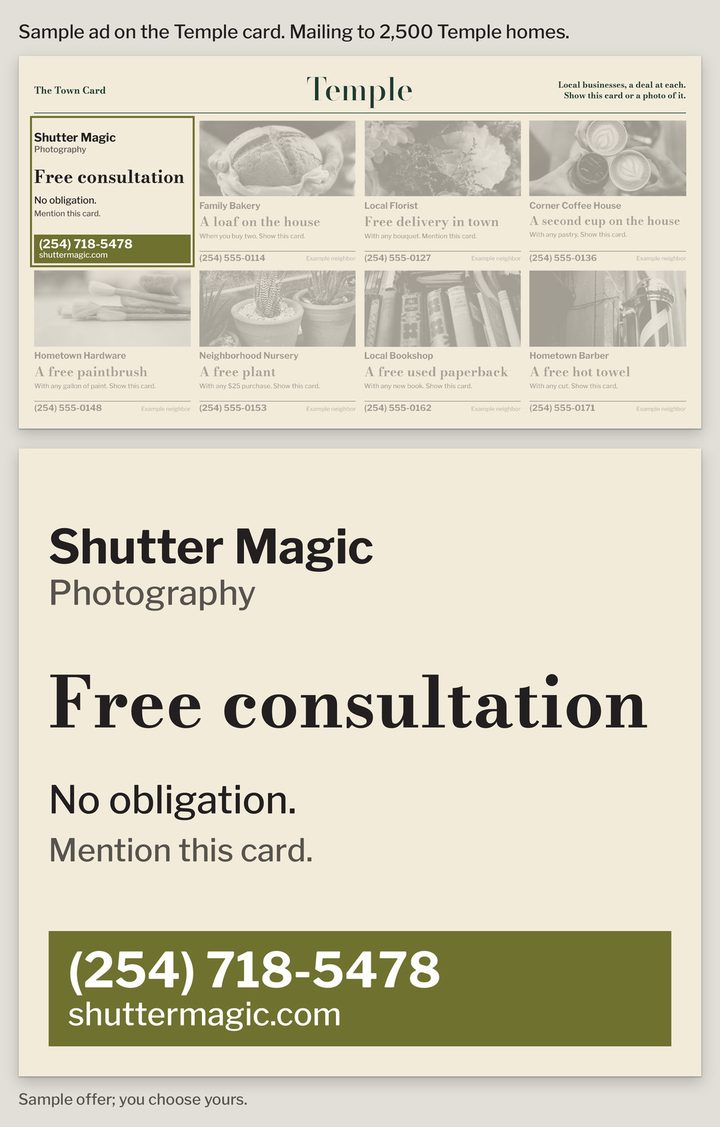 Sample ad on the Temple card. Mailing to 2,500 Temple homes.
The Town Card
Temple
Local businesses, a deal at each.
Show this card or a photo of it.
Shutter Magic
Photography
Free consultation
No obligation.
Mention this card.
(254) 718-5478
shuttermagic.com
Family Bakery
A loaf on the house
When you buy two. Show this card.
(254) 555-0114
Example neighbor
Local Florist
Free delivery in town
With any bouquet. Mention this card.
(254) 555-0127
Example neighbor
Corner Coffee House
A second cup on the house
With any pastry. Show this card.
(254) 555-0136
Example neighbor
Hometown Hardware
A free paintbrush
With any gallon of paint. Show this card.
(254) 555-0148
Example neighbor
Neighborhood Nursery
A free plant
With any $25 purchase. Show this card.
(254) 555-0153
Example neighbor
Local Bookshop
A free used paperback
With any new book. Show this card.
(254) 555-0162
Example neighbor
Hometown Barber
A free hot towel
With any cut. Show this card.
(254) 555-0171
Example neighbor
Shutter Magic
Photography
Free consultation
No obligation.
Mention this card.
(254) 718-5478
shuttermagic.com
Sample offer; you choose yours.